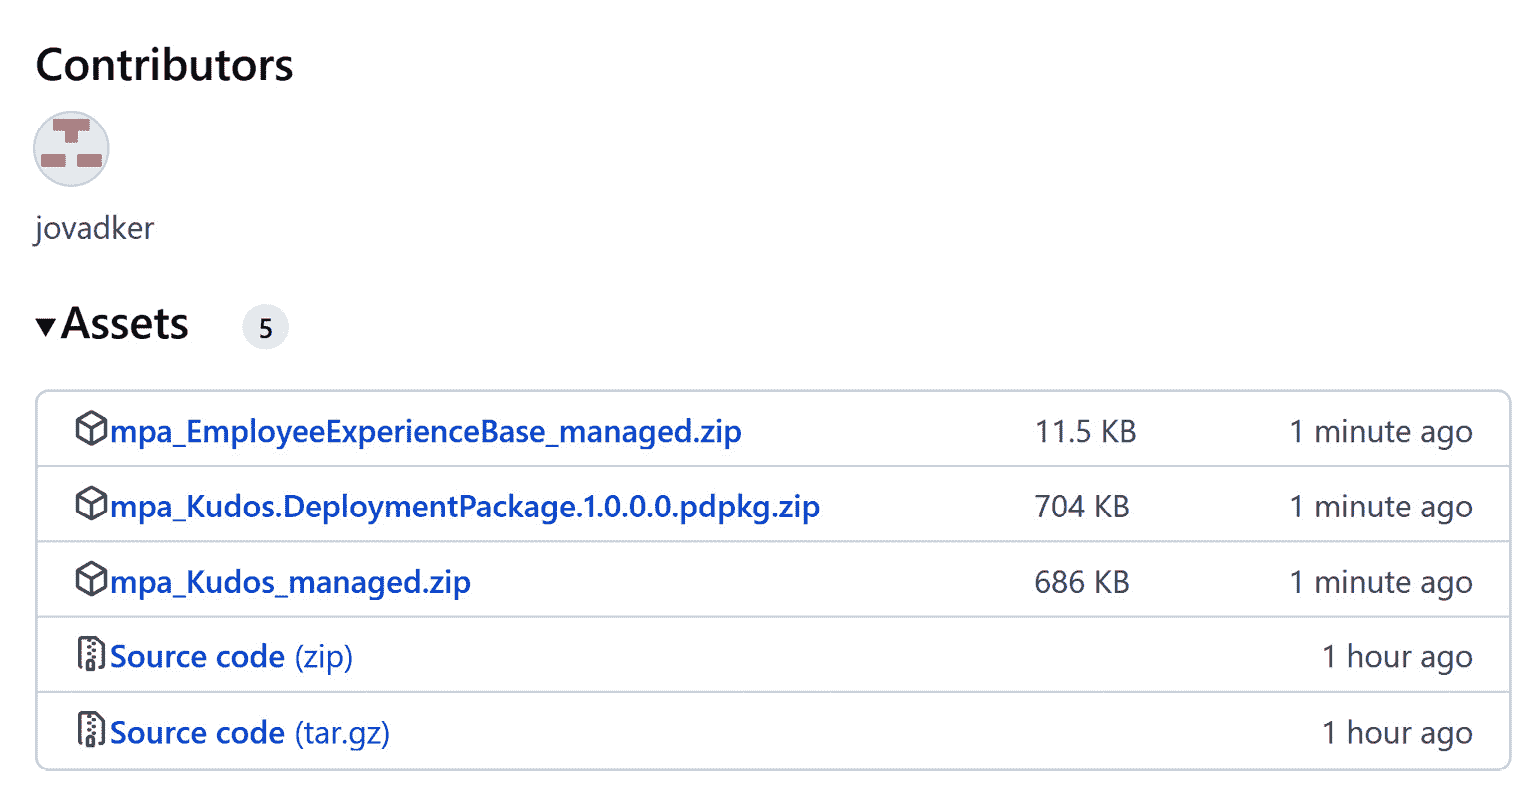 Contributors
jovadker
▼Assets 5
mpa_EmployeeExperienceBase_managed.zip 11.5 KB 1 minute ago
mpa_Kudos.DeploymentPackage.1.0.0.0.pdpkg.zip 704 KB 1 minute ago
mpa_Kudos_managed.zip 686 KB 1 minute ago
Source code (zip) 1 hour ago
Source code (tar.gz) 1 hour ago